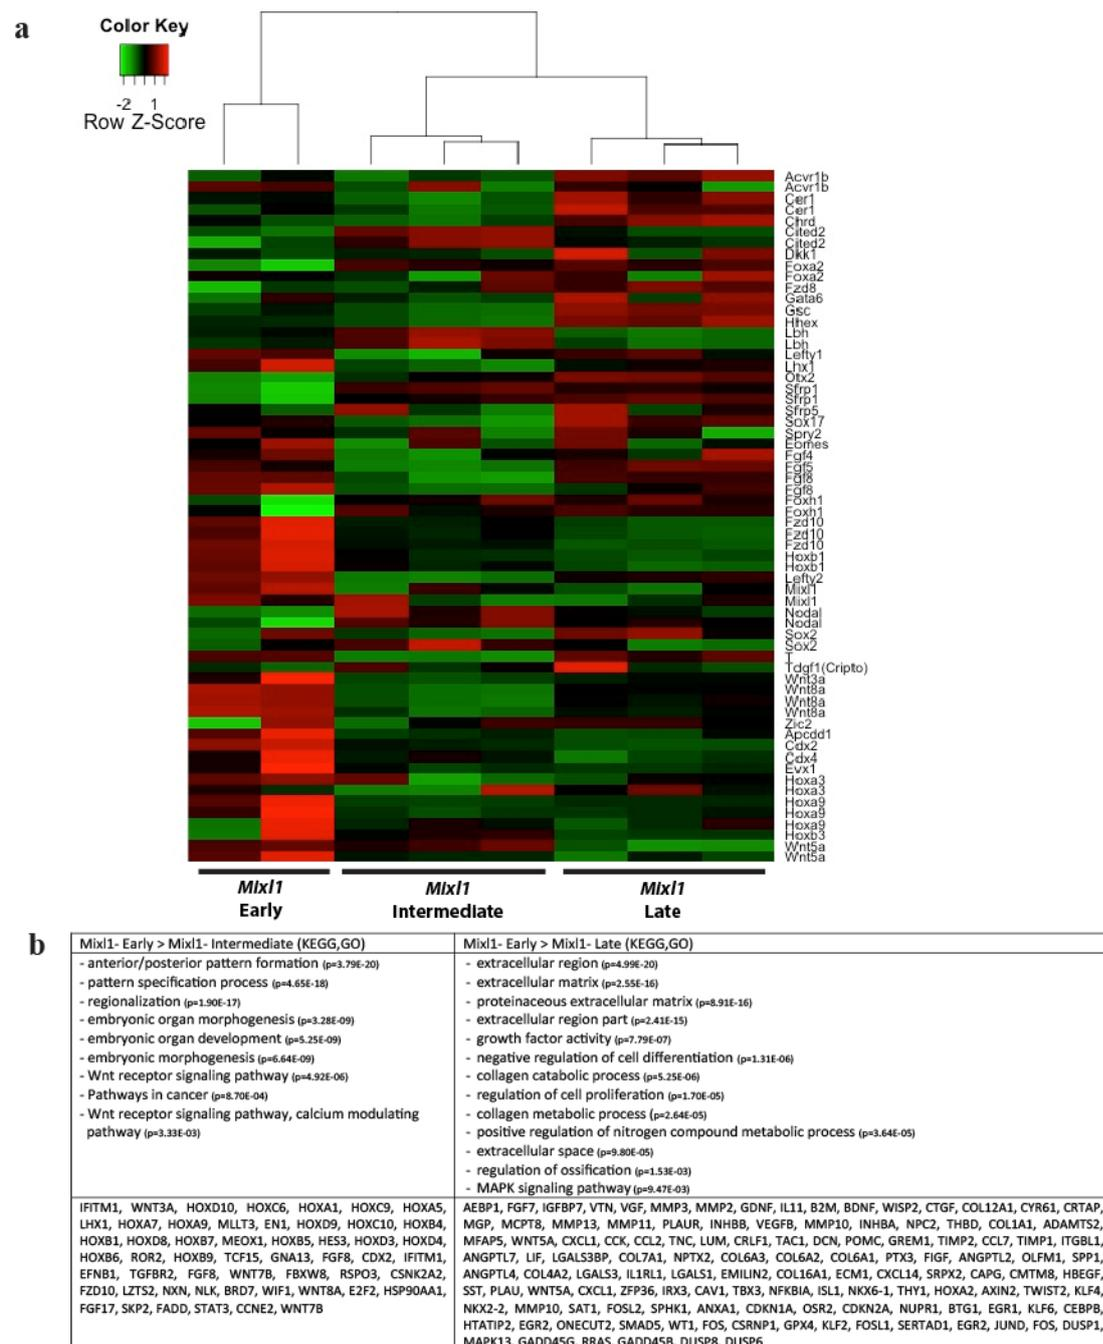 a
Color Key
-2 1
Row Z-Score
Acvr1b
Acvr1b
Cer1
Cer1
Chrd
Cited2
Cited2
Dkk1
Foxa2
Foxa2
Fzd8
Gata6
Gsc
Hhex
Lbh
Lbh
Lefty1
Lhx1
Otx2
Sfrp1
Sfrp1
Sfrp5
Sox17
Spry2
Eomes
Fgf4
Fgf5
Fgf8
Fgf8
Foxh1
Foxh1
Fzd10
Fzd10
Fzd10
Hoxb1
Hoxb1
Lefty2
Mixl1
Mixl1
Nodal
Nodal
Sox2
Sox2
T
Tdgf1(Cripto)
Wnt3a
Wnt8a
Wnt8a
Wnt8a
Zic2
Apcdd1
Cdx2
Cdx4
Evx1
Hoxa3
Hoxa3
Hoxa9
Hoxa9
Hoxa9
Hoxb3
Wnt5a
Wnt5a
Mixl1 Mixl1 Mixl1
Early Intermediate Late
b
Mixl1- Early > Mixl1- Intermediate (KEGG,GO)
- anterior/posterior pattern formation (p=3.79E-20)
- pattern specification process (p=4.65E-18)
- regionalization (p=1.90E-17)
- embryonic organ morphogenesis (p=3.28E-09)
- embryonic organ development (p=5.25E-09)
- embryonic morphogenesis (p=6.64E-09)
- Wnt receptor signaling pathway (p=4.92E-06)
- Pathways in cancer (p=8.70E-04)
- Wnt receptor signaling pathway, calcium modulating
pathway (p=3.33E-03)
Mixl1- Early > Mixl1- Late (KEGG,GO)
- extracellular region (p=4.99E-20)
- extracellular matrix (p=2.55E-16)
- proteinaceous extracellular matrix (p=8.91E-16)
- extracellular region part (p=2.41E-15)
- growth factor activity (p=7.79E-07)
- negative regulation of cell differentiation (p=1.31E-06)
- collagen catabolic process (p=5.25E-06)
- regulation of cell proliferation (p=1.70E-05)
- collagen metabolic process (p=2.64E-05)
- positive regulation of nitrogen compound metabolic process (p=3.64E-05)
- extracellular space (p=9.80E-05)
- regulation of ossification (p=1.53E-03)
- MAPK signaling pathway (p=9.47E-03)
IFITM1, WNT3A, HOXD10, HOXC6, HOXA1, HOXC9, HOXA5,
LHX1, HOXA7, HOXA9, MLLT3, EN1, HOXD9, HOXC10, HOXB4,
HOXB1, HOXD8, HOXB7, MEOX1, HOXB5, HES3, HOXD3, HOXD4,
HOXB6, ROR2, HOXB9, TCF15, GNA13, FGF8, CDX2, IFITM1,
EFNB1, TGFBR2, FGF8, WNT7B, FBXW8, RSPO3, CSNK2A2,
FZD10, LZTS2, NXN, NLK, BRD7, WIF1, WNT8A, E2F2, HSP90AA1,
FGF17, SKP2, FADD, STAT3, CCNE2, WNT7B
AEBP1, FGF7, IGFBP7, VTN, VGF, MMP3, MMP2, GDNF, IL11, B2M, BDNF, WISP2, CTGF, COL12A1, CYR61, CRTAP,
MGP, MCPT8, MMP13, MMP11, PLAUR, INHBB, VEGFB, MMP10, INHBA, NPC2, THBD, COL1A1, ADAMTS2,
MFAP5, WNT5A, CXCL1, CCK, CCL2, TNC, LUM, CRLF1, TAC1, DCN, POMC, GREM1, TIMP2, CCL7, TIMP1, ITGBL1,
ANGPTL7, LIF, LGALS3BP, COL7A1, NPTX2, COL6A3, COL6A2, COL6A1, PTX3, FIGF, ANGPTL2, OLFM1, SPP1,
ANGPTL4, COL4A2, LGALS3, IL1RL1, LGALS1, EMILIN2, COL16A1, ECM1, CXCL14, SRPX2, CAPG, CMTM8, HBEGF,
SST, PLAU, WNT5A, CXCL1, ZFP36, IRX3, CAV1, TBX3, NFKBIA, ISL1, NKX6-1, THY1, HOXA2, AXIN2, TWIST2, KLF4,
NKX2-2, MMP10, SAT1, FOSL2, SPHK1, ANXA1, CDKN1A, OSR2, CDKN2A, NUPR1, BTG1, EGR1, KLF6, CEBPB,
HTATIP2, EGR2, ONECUT2, SMAD5, WT1, FOS, CSRNP1, GPX4, KLF2, FOSL1, SERTAD1, EGR2, JUND, FOS, DUSP1,
MAPK13, GADD45G, RRAS, GADD45B, DUSP8, DUSP6